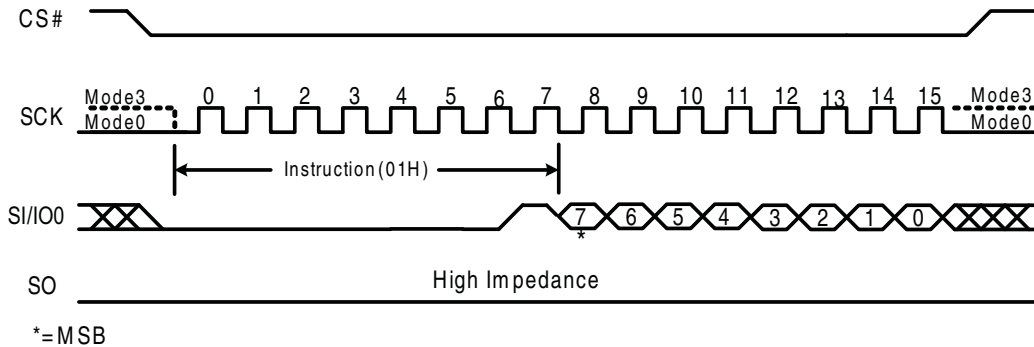 CS#
Mode3 0 1 2 3 4 5 6 7 8 9 10 11 12 13 14 15 Mode3
SCK
Mode0 Mode0
Instruction(01H)
SI/IO0 7 6 5 4 3 2 1 0
*
High Impedance
SO
*=MSB